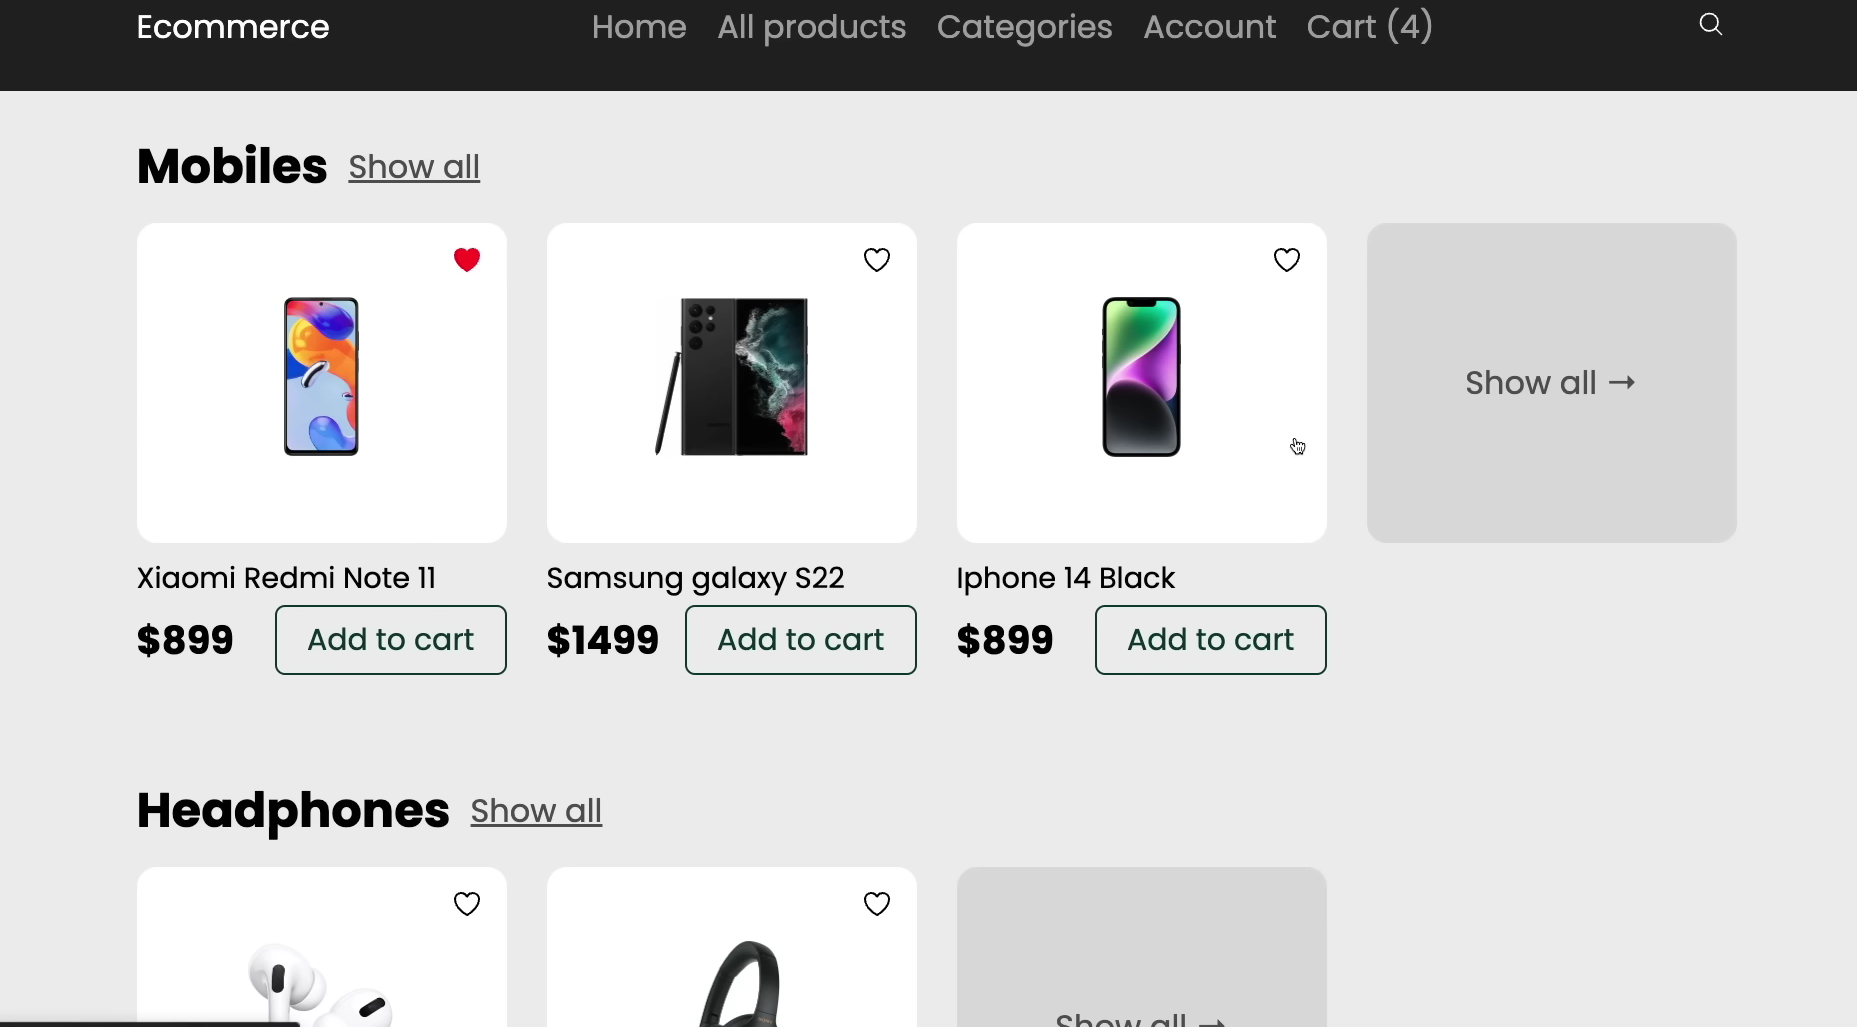 Ecommerce Home All products Categories Account Cart (4)
Mobiles Show all
Show all →
Xiaomi Redmi Note 11 Samsung galaxy S22 Iphone 14 Black
$899 Add to cart $1499 Add to cart $899 Add to cart
Headphones Show all
Show all →